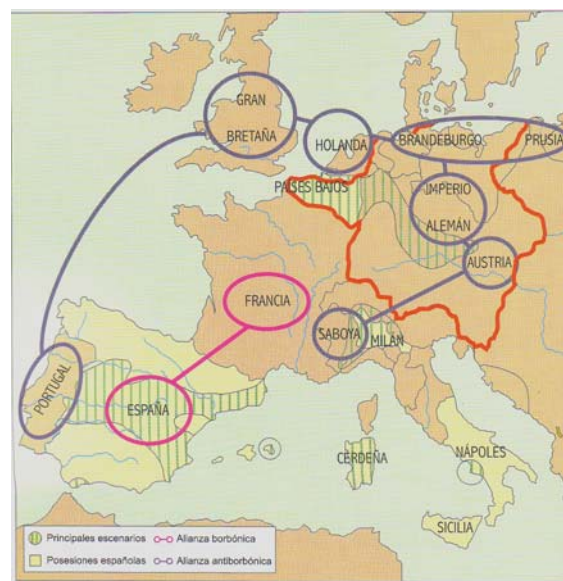 GRAN
BRETAÑA
HOLANDA
BRANDEBURGO
PRUSIA
PAISES BAJOS
IMPERIO
ALEMÁN
AUSTRIA
FRANCIA
SABOYA
MILÁN
PORTUGAL
ESPAÑA
CERDEÑA
NÁPOLES
SICILIA
Principales escenarios
Alianza borbónica
Posesiones españolas
Alianza antiborbónica